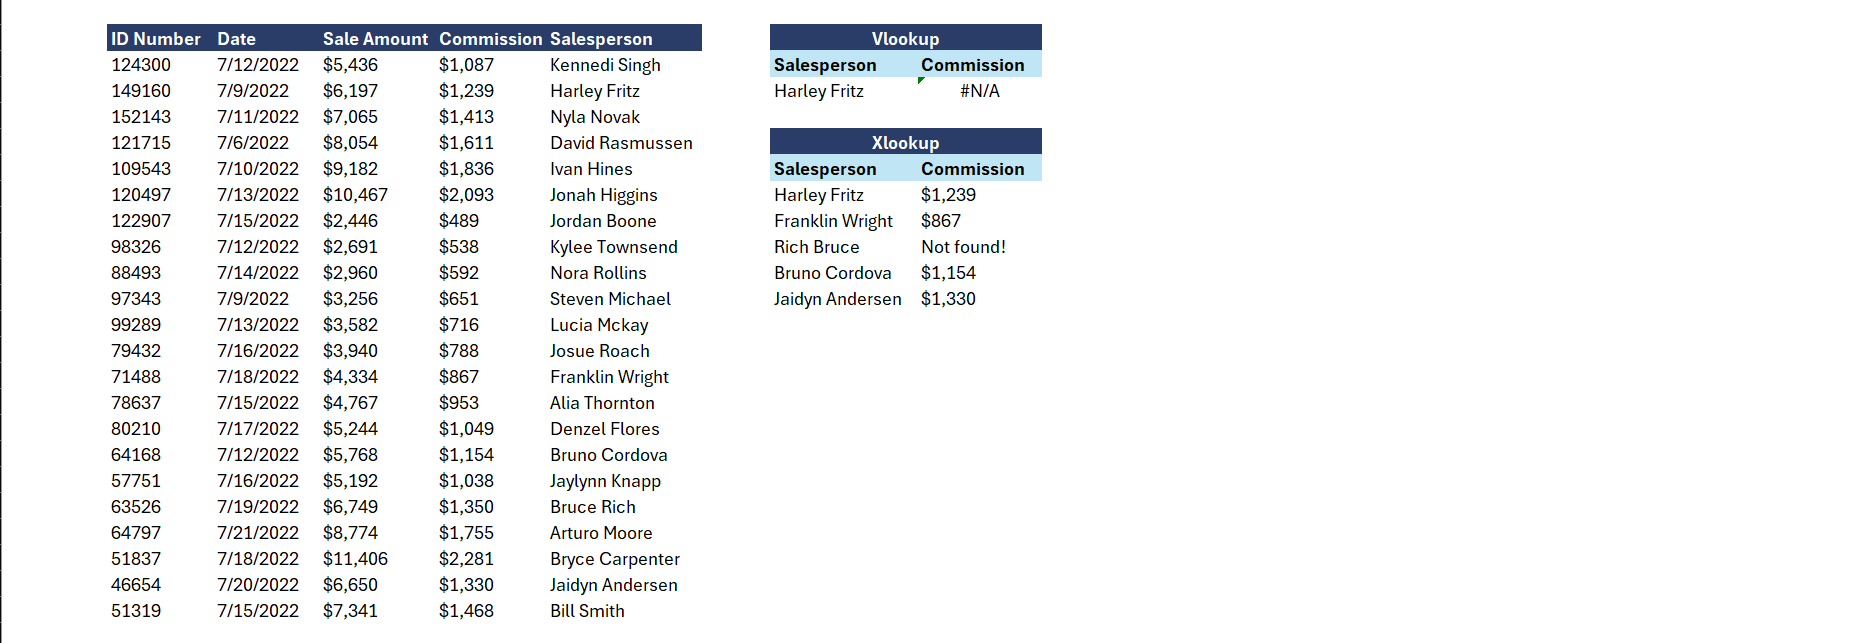 ID Number Date Sale Amount Commission Salesperson
124300 7/12/2022 $5,436 $1,087 Kennedi Singh
149160 7/9/2022 $6,197 $1,239 Harley Fritz
152143 7/11/2022 $7,065 $1,413 Nyla Novak
121715 7/6/2022 $8,054 $1,611 David Rasmussen
109543 7/10/2022 $9,182 $1,836 Ivan Hines
120497 7/13/2022 $10,467 $2,093 Jonah Higgins
122907 7/15/2022 $2,446 $489 Jordan Boone
98326 7/12/2022 $2,691 $538 Kylee Townsend
88493 7/14/2022 $2,960 $592 Nora Rollins
97343 7/9/2022 $3,256 $651 Steven Michael
99289 7/13/2022 $3,582 $716 Lucia Mckay
79432 7/16/2022 $3,940 $788 Josue Roach
71488 7/18/2022 $4,334 $867 Franklin Wright
78637 7/15/2022 $4,767 $953 Alia Thornton
80210 7/17/2022 $5,244 $1,049 Denzel Flores
64168 7/12/2022 $5,768 $1,154 Bruno Cordova
57751 7/16/2022 $5,192 $1,038 Jaylynn Knapp
63526 7/19/2022 $6,749 $1,350 Bruce Rich
64797 7/21/2022 $8,774 $1,755 Arturo Moore
51837 7/18/2022 $11,406 $2,281 Bryce Carpenter
46654 7/20/2022 $6,650 $1,330 Jaidyn Andersen
51319 7/15/2022 $7,341 $1,468 Bill Smith
Vlookup
Salesperson Commission
Harley Fritz #N/A
Xlookup
Salesperson Commission
Harley Fritz $1,239
Franklin Wright $867
Rich Bruce Not found!
Bruno Cordova $1,154
Jaidyn Andersen $1,330